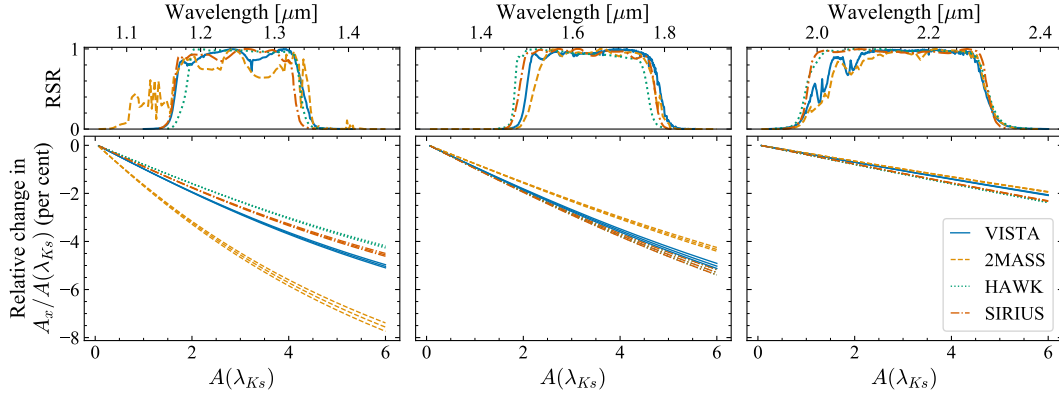 Wavelength [μm] Wavelength [μm] Wavelength [μm]
1.1 1.2 1.3 1.4 1.4 1.6 1.8 2.0 2.2 2.4
1
RSR
0
0
−2
−4
−6
−8
Relative change in
A_x/A(λ_Ks) (per cent)
VISTA
2MASS
HAWK
SIRIUS
0 2 4 6 0 2 4 6 0 2 4 6
A(λ_Ks) A(λ_Ks) A(λ_Ks)